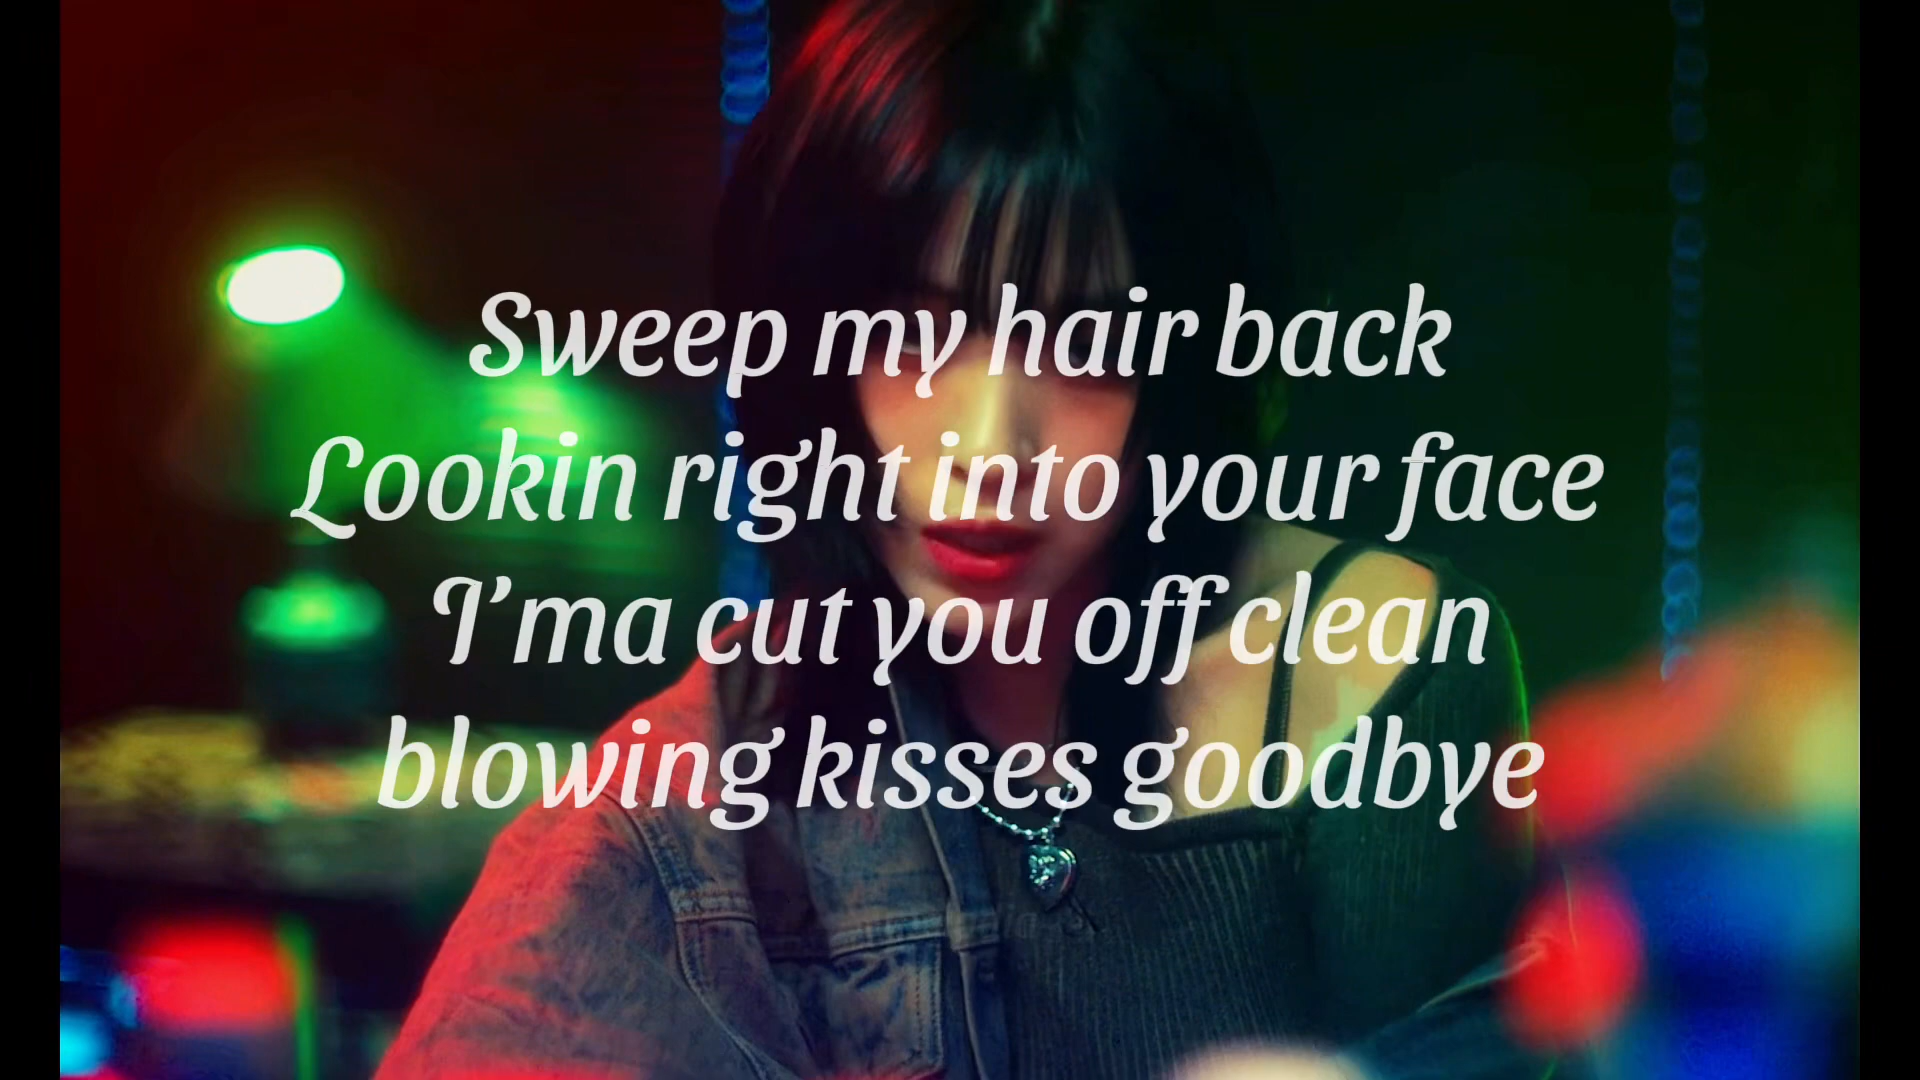 Sweep my hair back
Lookin right into your face
I'ma cut you off clean
blowing kisses goodbye